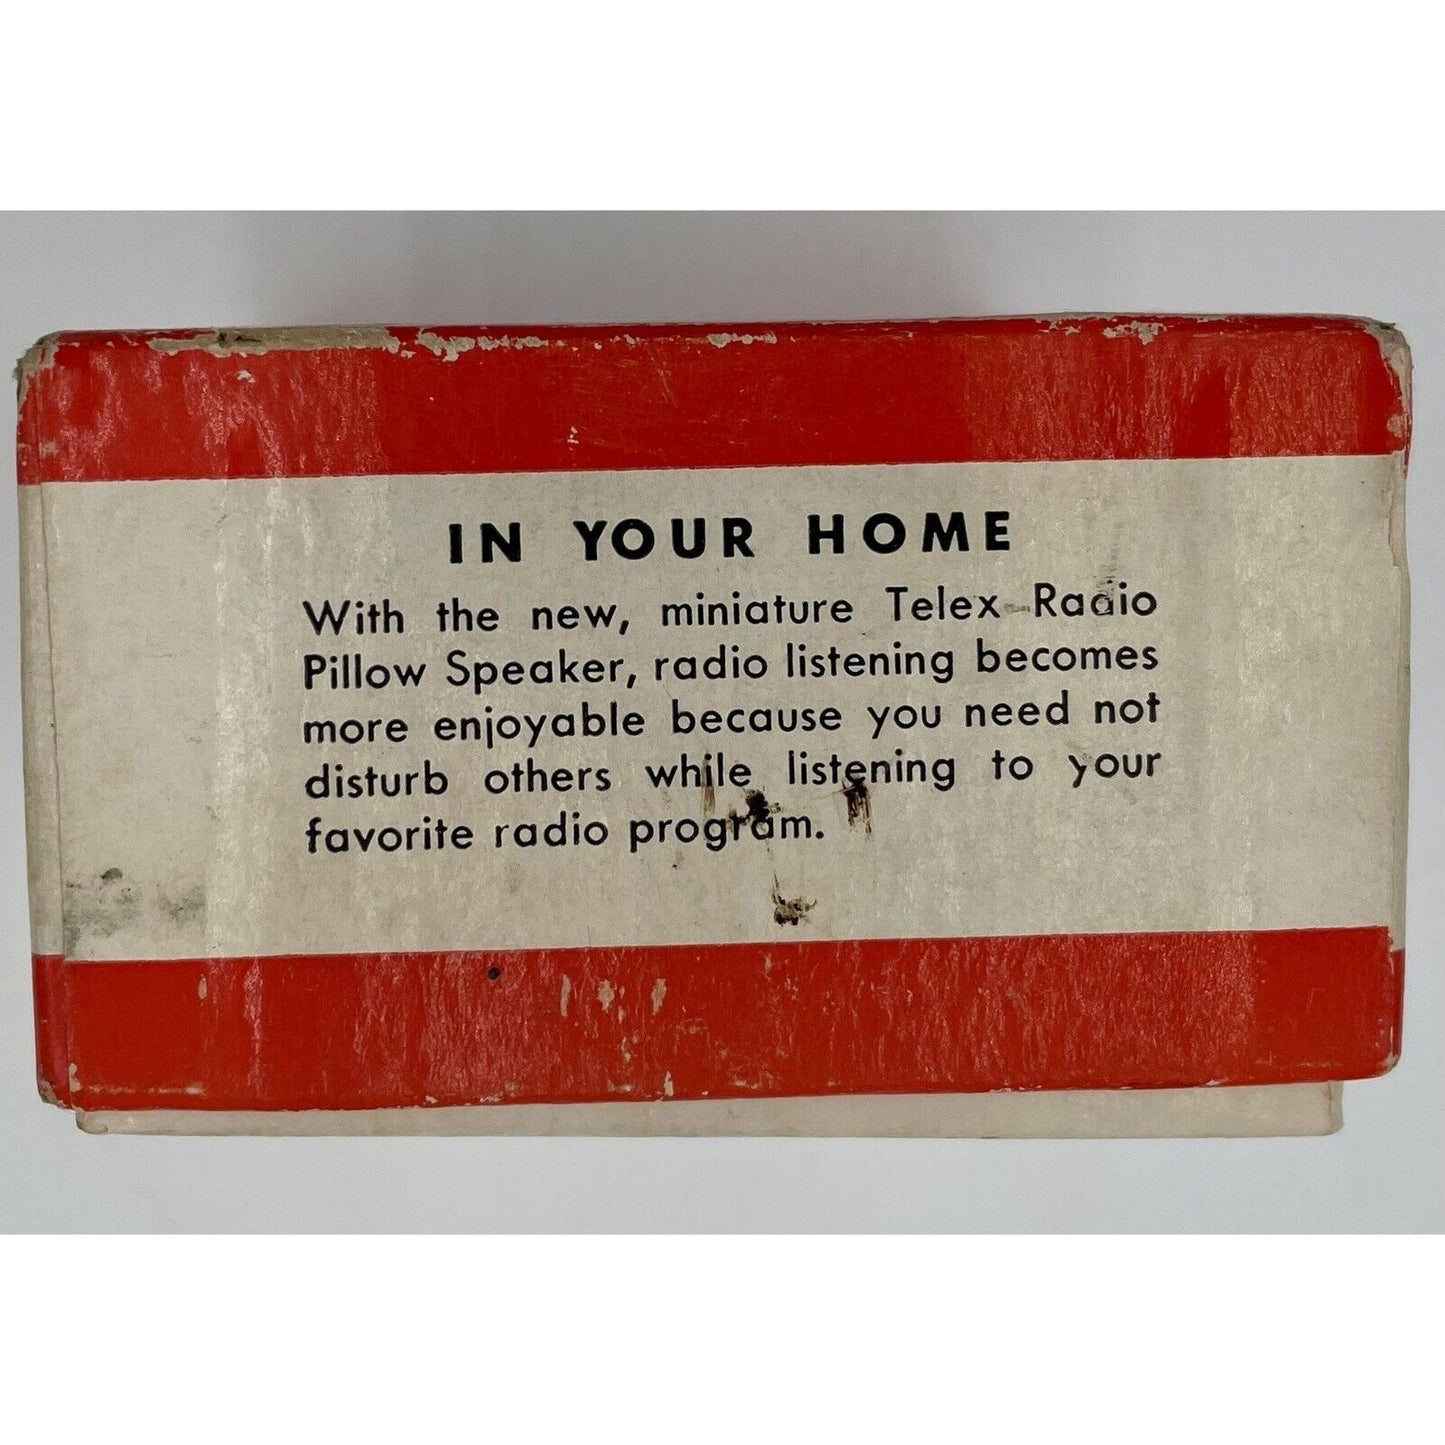 IN YOUR HOME
With the new, miniature Telex Radio
Pillow Speaker, radio listening becomes
more enjoyable because you need not
disturb others while listening to your
favorite radio program.